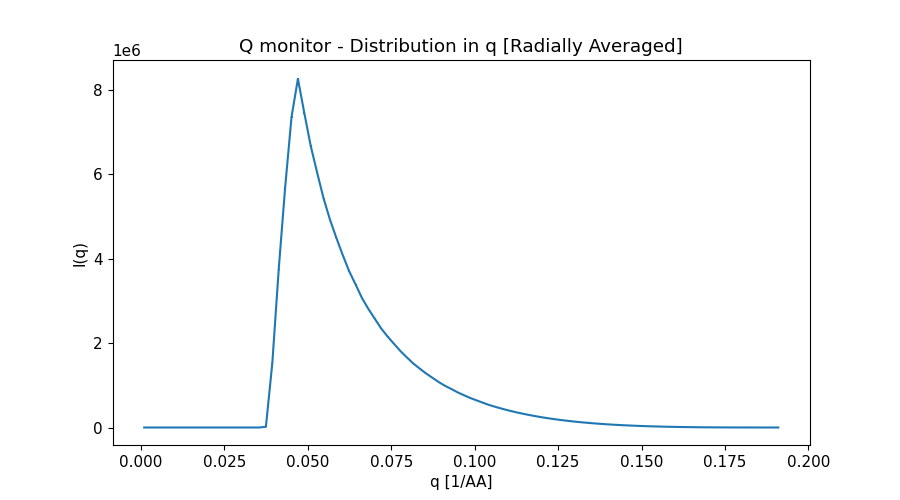 Q monitor - Distribution in q [Radially Averaged]
1e6
8
6
4
2
0
I(q)
0.000 0.025 0.050 0.075 0.100 0.125 0.150 0.175 0.200
q [1/AA]